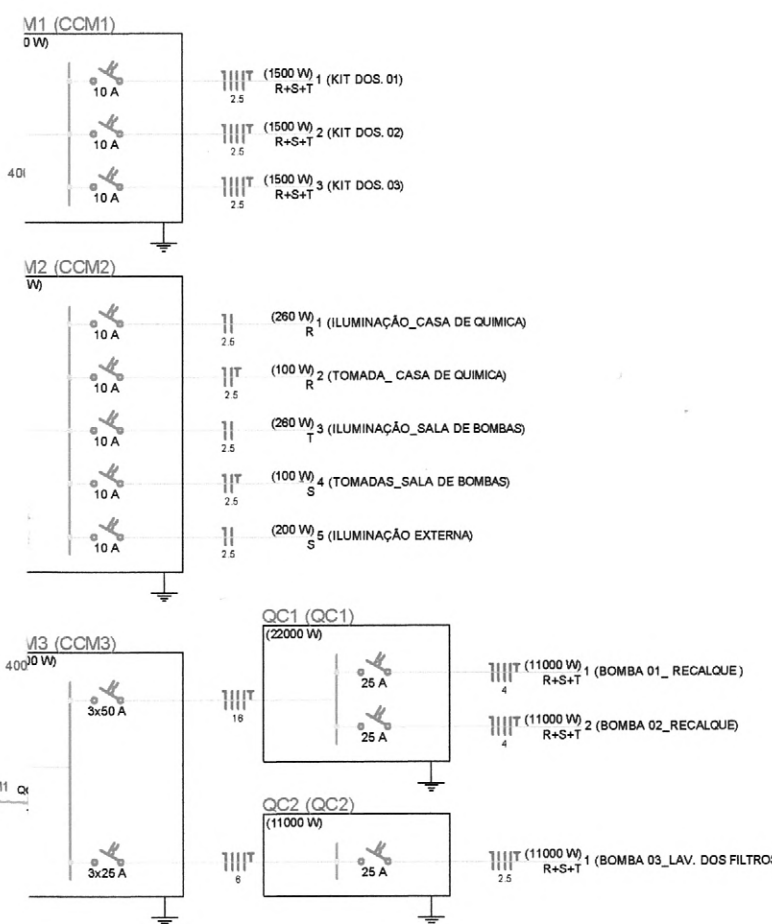 M1 (CCM1)
0 W)
10 A
T (1500 W) 1 (KIT DOS. 01)
2.5 R+S+T
10 A
T (1500 W) 2 (KIT DOS. 02)
2.5 R+S+T
400
10 A
T (1500 W) 3 (KIT DOS. 03)
2.5 R+S+T
M2 (CCM2)
W)
10 A
(260 W) 1 (ILUMINAÇÃO_CASA DE QUIMICA)
2.5 R
10 A
T (100 W) 2 (TOMADA_ CASA DE QUIMICA)
2.5 R
10 A
(260 W) 3 (ILUMINAÇÃO_SALA DE BOMBAS)
2.5 T
10 A
T (100 W) 4 (TOMADAS_SALA DE BOMBAS)
2.5 S
10 A
(200 W) 5 (ILUMINAÇÃO EXTERNA)
2.5 S
M3 (CCM3)
400
00 W)
3x50 A
T
16
QC1 (QC1)
(22000 W)
25 A
T (11000 W) 1 (BOMBA 01_ RECALQUE )
4 R+S+T
25 A
T (11000 W) 2 (BOMBA 02_RECALQUE)
4 R+S+T
M1
3x25 A
T
6
QC2 (QC2)
(11000 W)
25 A
T (11000 W) 1 (BOMBA 03_LAV. DOS FILTROS
2.5 R+S+T